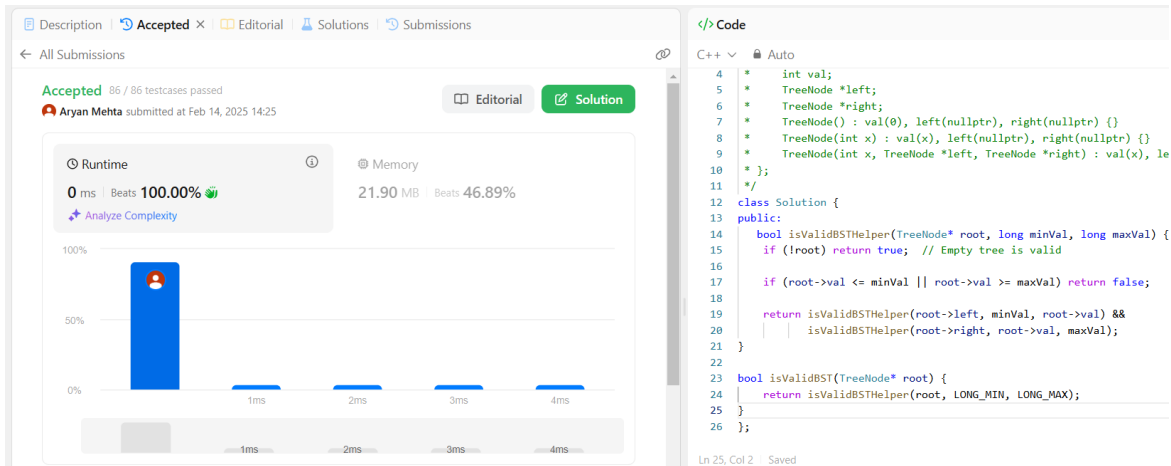 Description Accepted × Editorial Solutions Submissions
← All Submissions
Accepted 86 / 86 testcases passed
Editorial Solution
Aryan Mehta submitted at Feb 14, 2025 14:25
Runtime
0 ms Beats 100.00%
Analyze Complexity
Memory
21.90 MB Beats 46.89%
100%
50%
0%
1ms 2ms 3ms 4ms
1ms 2ms 3ms 4ms
</> Code
C++ Auto
4 * int val;
5 * TreeNode *left;
6 * TreeNode *right;
7 * TreeNode() : val(0), left(nullptr), right(nullptr) {}
8 * TreeNode(int x) : val(x), left(nullptr), right(nullptr) {}
9 * TreeNode(int x, TreeNode *left, TreeNode *right) : val(x), le
10 * };
11 */
12 class Solution {
13 public:
14 bool isValidBSTHelper(TreeNode* root, long minVal, long maxVal) {
15 if (!root) return true; // Empty tree is valid
16
17 if (root->val <= minVal || root->val >= maxVal) return false;
18
19 return isValidBSTHelper(root->left, minVal, root->val) &&
20 isValidBSTHelper(root->right, root->val, maxVal);
21 }
22
23 bool isValidBST(TreeNode* root) {
24 return isValidBSTHelper(root, LONG_MIN, LONG_MAX);
25 }
26 };
Ln 25, Col 2 Saved